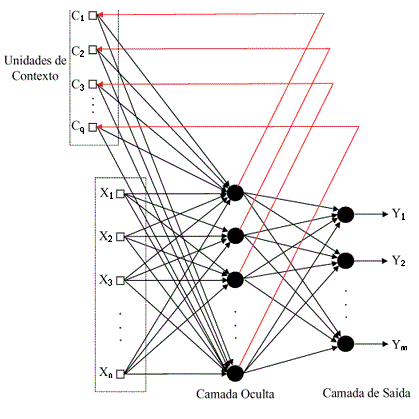 C1
C2
Unidades de
Contexto
C3
Cq
X1
X2
X3
Xn
Y1
Y2
Ym
Camada Oculta
Camada de Saída